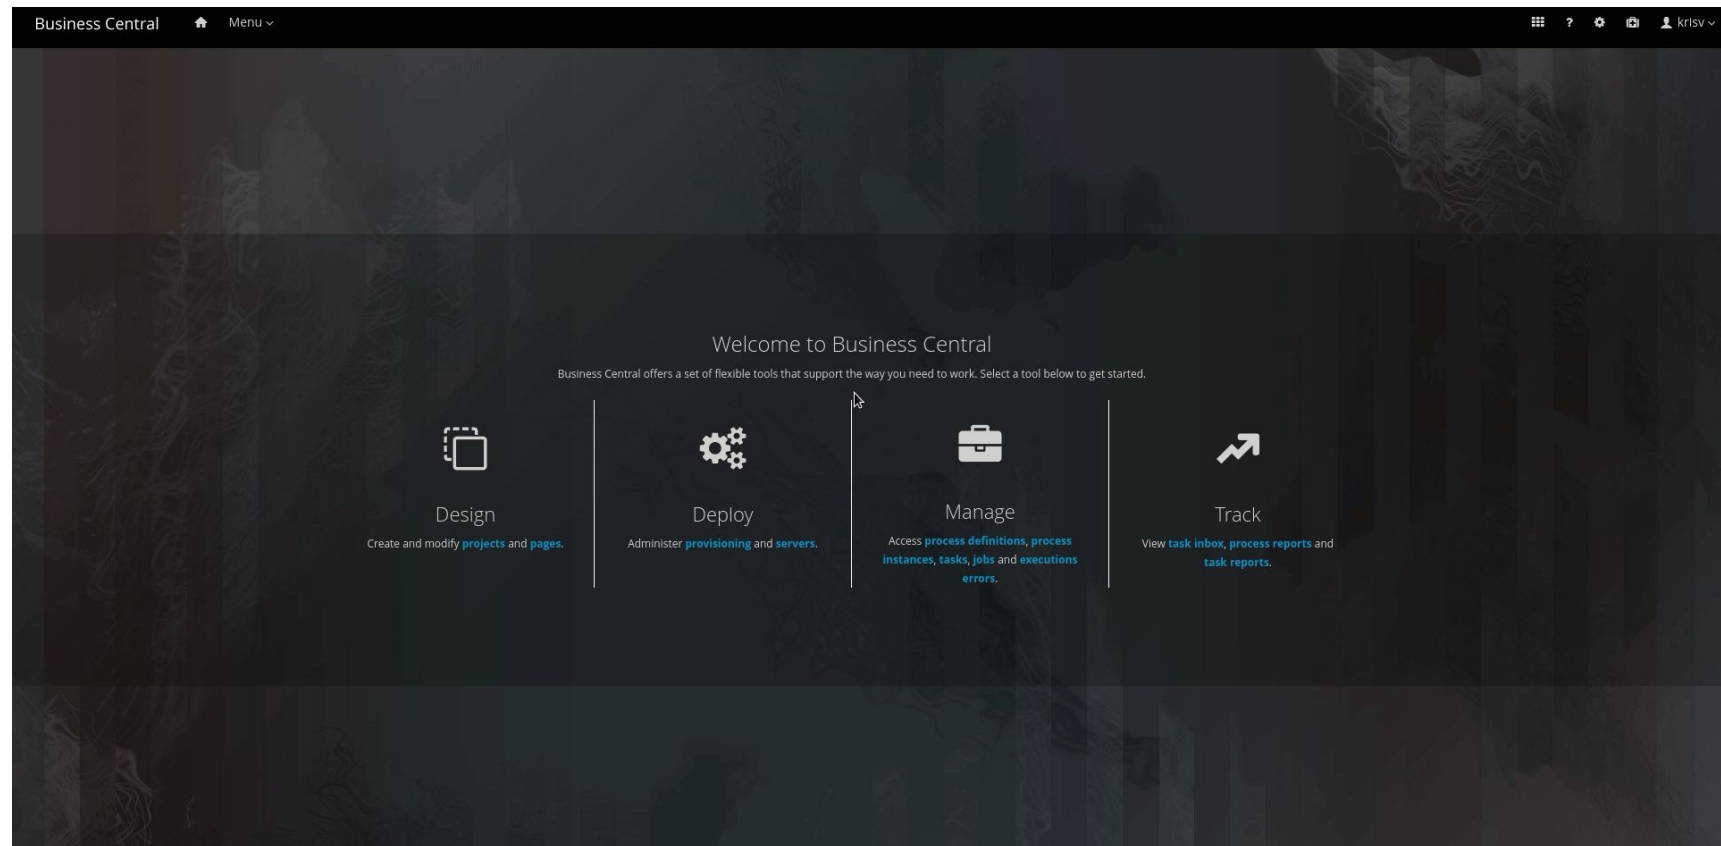 Business Central Menu ? krisv
Welcome to Business Central
Business Central offers a set of flexible tools that support the way you need to work. Select a tool below to get started.
Design
Create and modify projects and pages.
Deploy
Administer provisioning and servers.
Manage
Access process definitions, process
instances, tasks, jobs and executions
errors.
Track
View task inbox, process reports and
task reports.